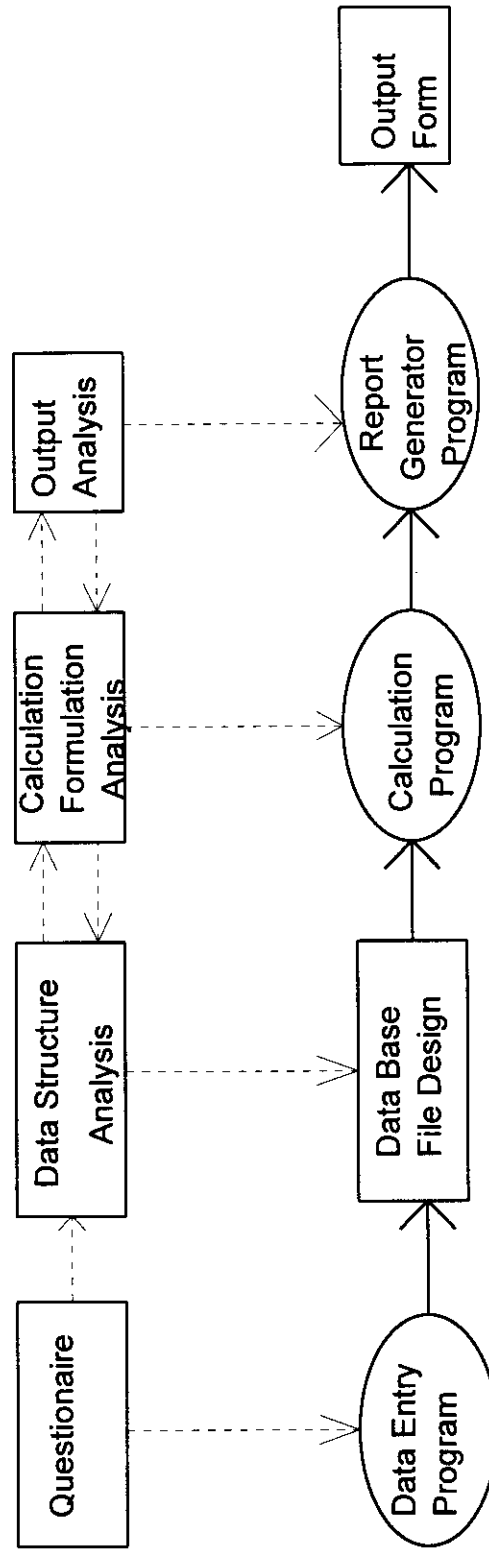 Questionaire
Data Structure
Analysis
Calculation
Formulation
Analysis
Output
Analysis
Data Entry
Program
Data Base
File Design
Calculation
Program
Report
Generator
Program
Output
Form